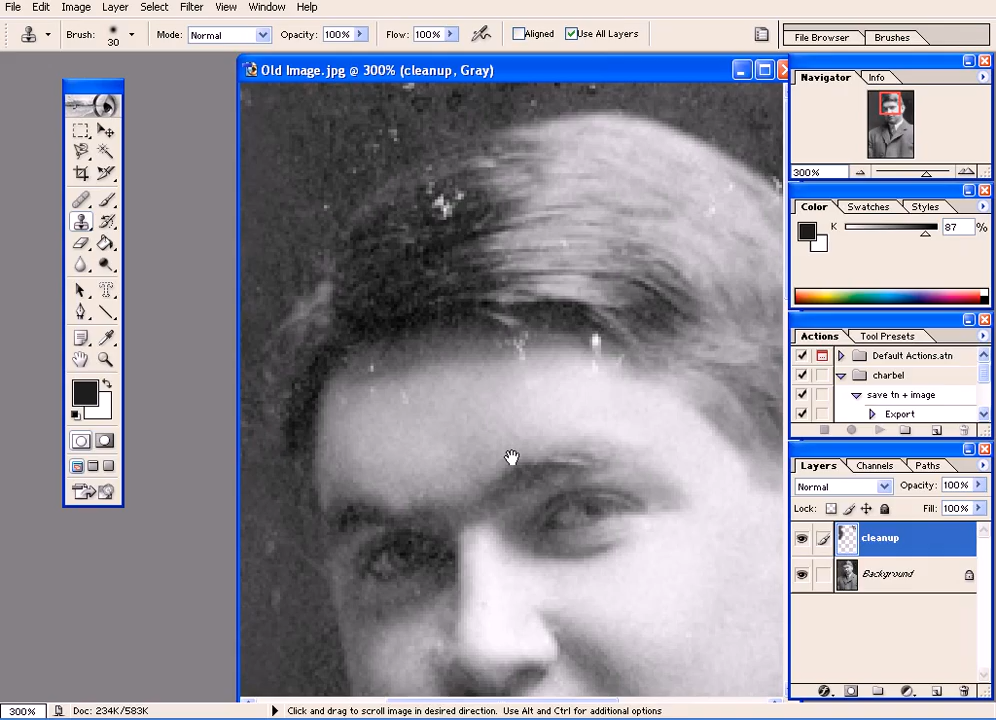 File Edit Image Layer Select Filter View Window Help
Brush: 30 Mode: Normal Opacity: 100% Flow: 100% Aligned Use All Layers File Browser Brushes
Old Image.jpg @ 300% (cleanup, Gray)
Navigator Info
300%
Color Swatches Styles
K 87 %
Actions Tool Presets
Default Actions.atn
charbel
save tn + image
Export
Layers Channels Paths
Normal Opacity: 100%
Lock: Fill: 100%
cleanup
Background
300% Doc: 234K/583K Click and drag to scroll image in desired direction. Use Alt and Ctrl for additional options